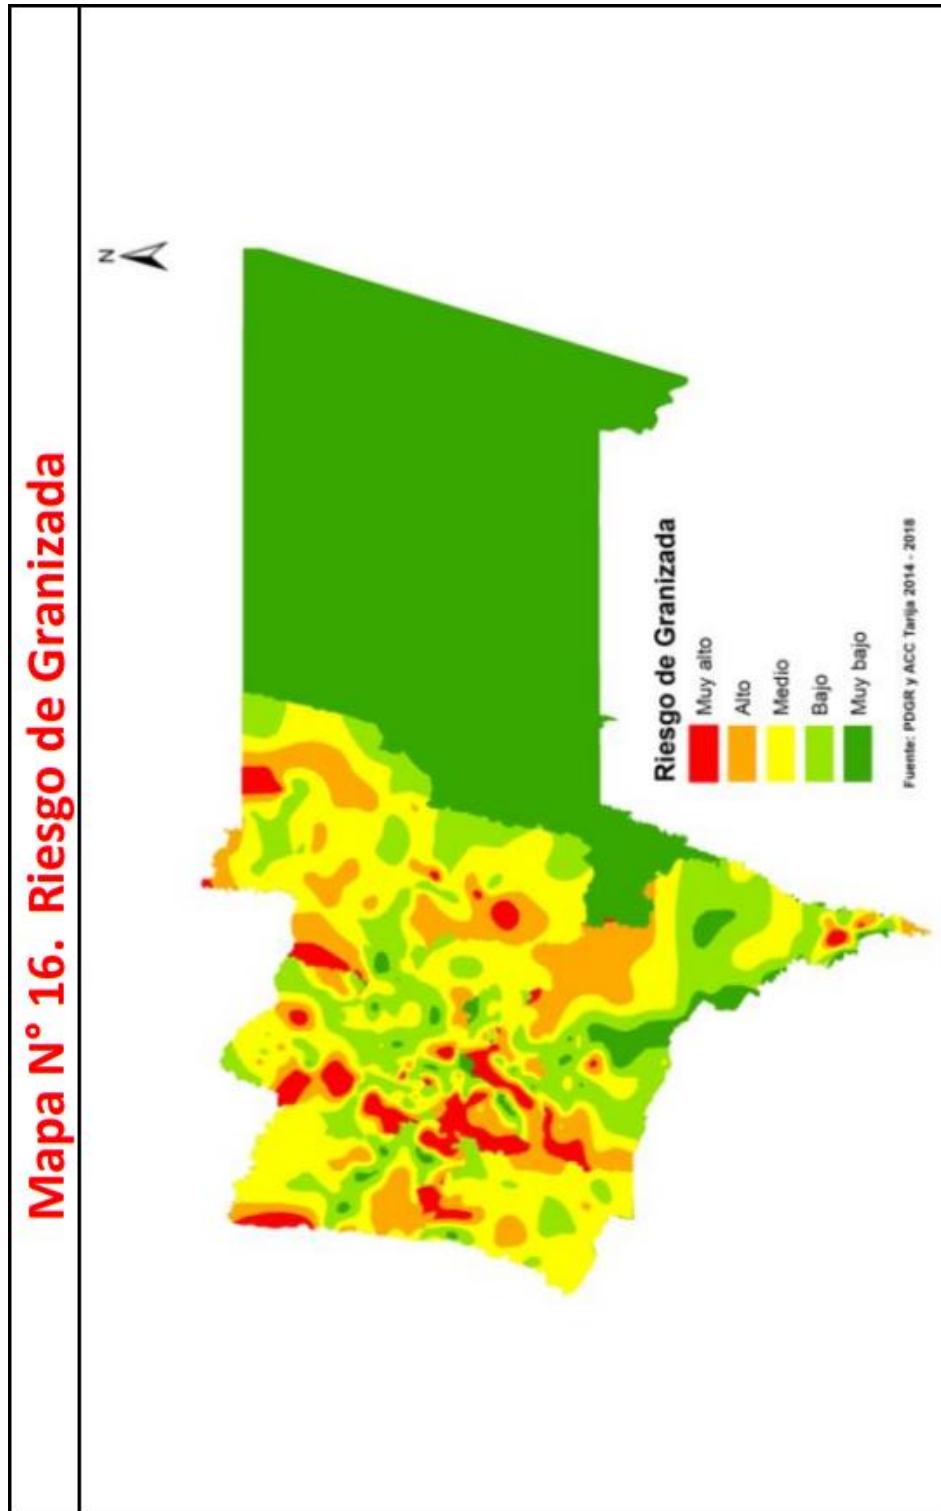 Mapa N° 16. Riesgo de Granizada
N
Riesgo de Granizada
Muy alto
Alto
Medio
Bajo
Muy bajo
Fuente: PDGR y ACC Tarija 2014 - 2018